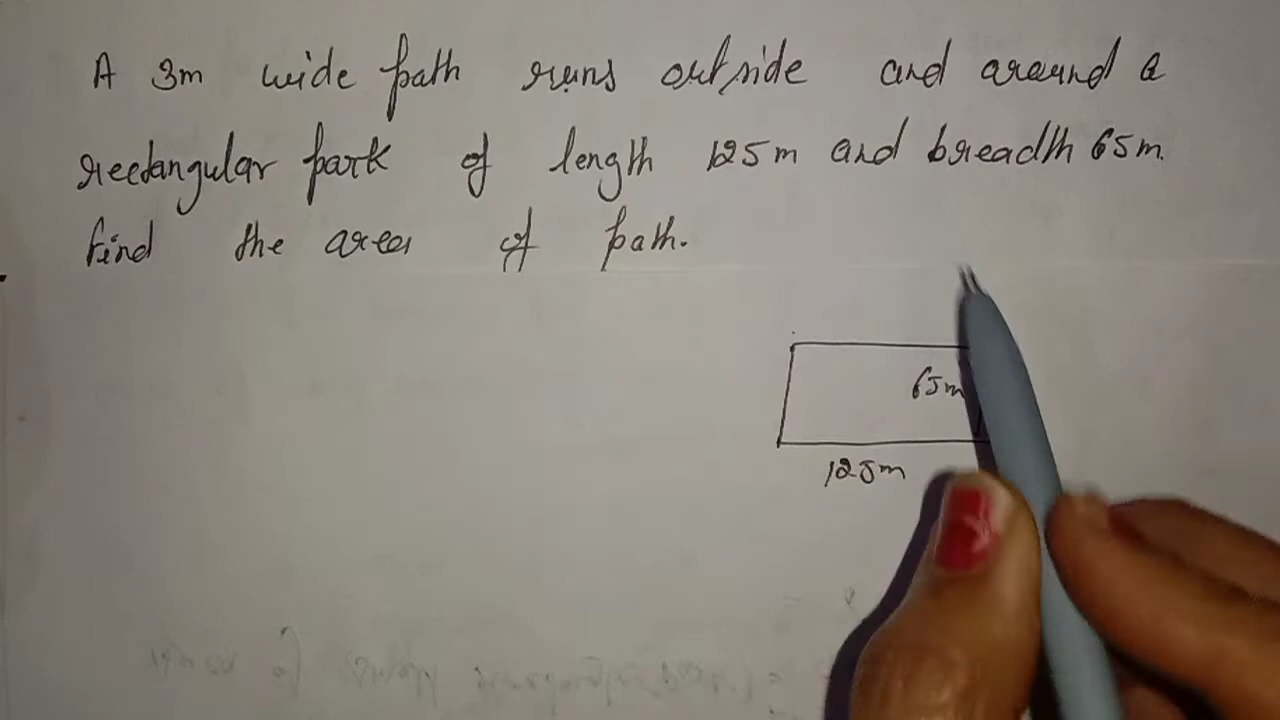 A 3m wide path runs outside and around a
rectangular park of length 125m and breadth 65m.
find the area of path.
65m
125m